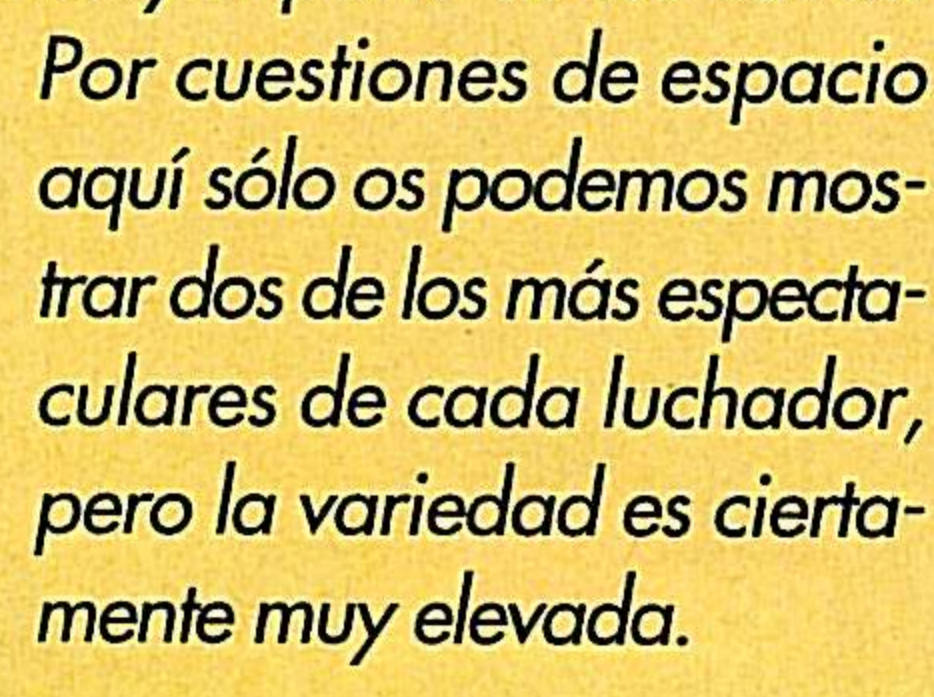 Por cuestiones de espacio
aquí sólo os podemos mos-
trar dos de los más especta-
culares de cada luchador,
pero la variedad es cierta-
mente muy elevada.